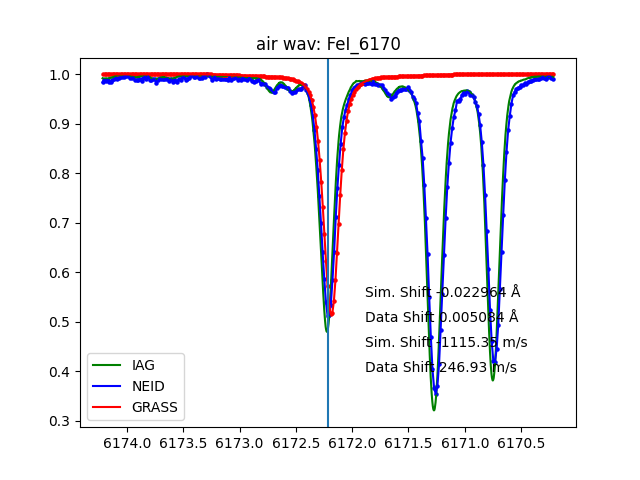 air wav: FeI_6170
1.0
0.9
0.8
0.7
0.6
0.5
0.4
0.3
Sim. Shift -0.022964 Å
Data Shift 0.005084 Å
Sim. Shift -1115.35 m/s
Data Shift 246.93 m/s
IAG
NEID
GRASS
6174.0 6173.5 6173.0 6172.5 6172.0 6171.5 6171.0 6170.5